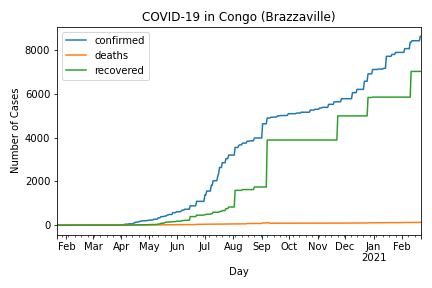 COVID-19 in Congo (Brazzaville)
confirmed
deaths
recovered
Number of Cases
8000
6000
4000
2000
0
Feb Mar Apr May Jun Jul Aug Sep Oct Nov Dec Jan Feb
2021
Day